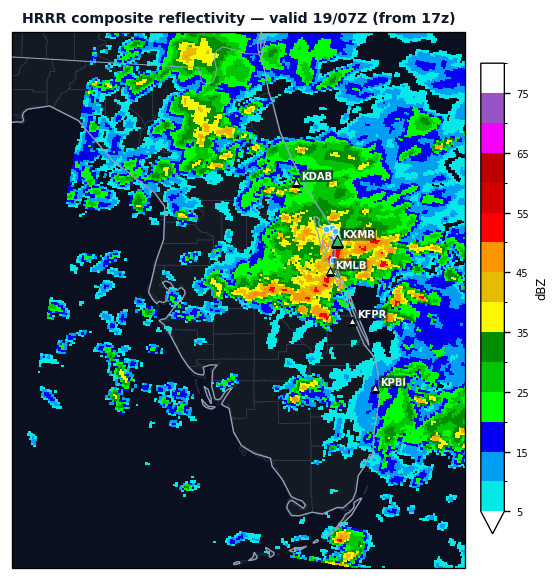 HRRR composite reflectivity — valid 19/07Z (from 17z)
KDAB
KXMR
KMLB
KFPR
KPBI
75
65
55
45
35
25
15
5
dBZ